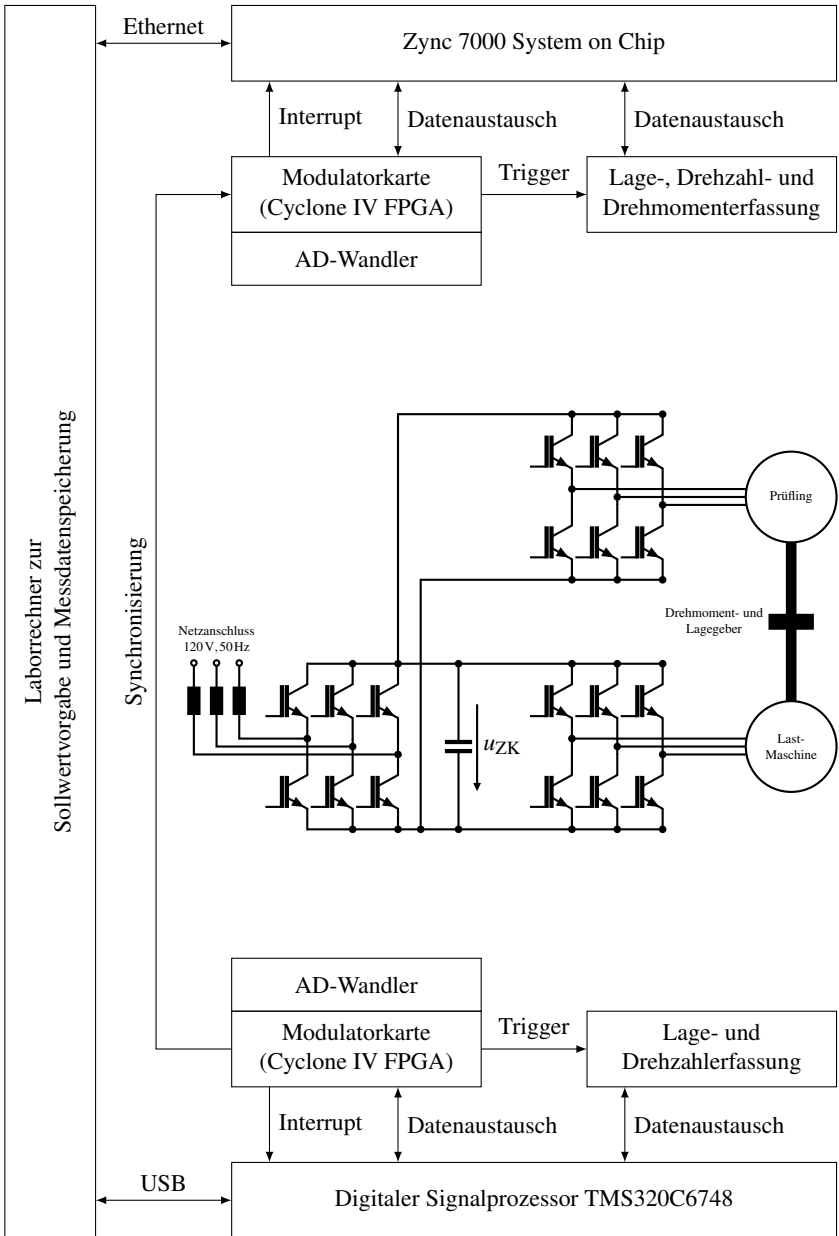 Ethernet
Zync 7000 System on Chip
Interrupt
Datenaustausch
Datenaustausch
Modulatorkarte
(Cyclone IV FPGA)
Trigger
Lage-, Drehzahl- und
Drehmomenterfassung
AD-Wandler
Laborrechner zur
Sollwertvorgabe und Messdatenspeicherung
Synchronisierung
Prüfling
Drehmoment- und
Lagegeber
Netzanschluss
120 V, 50 Hz
uZK
Last-
Maschine
AD-Wandler
Modulatorkarte
(Cyclone IV FPGA)
Trigger
Lage- und
Drehzahlerfassung
Interrupt
Datenaustausch
Datenaustausch
USB
Digitaler Signalprozessor TMS320C6748